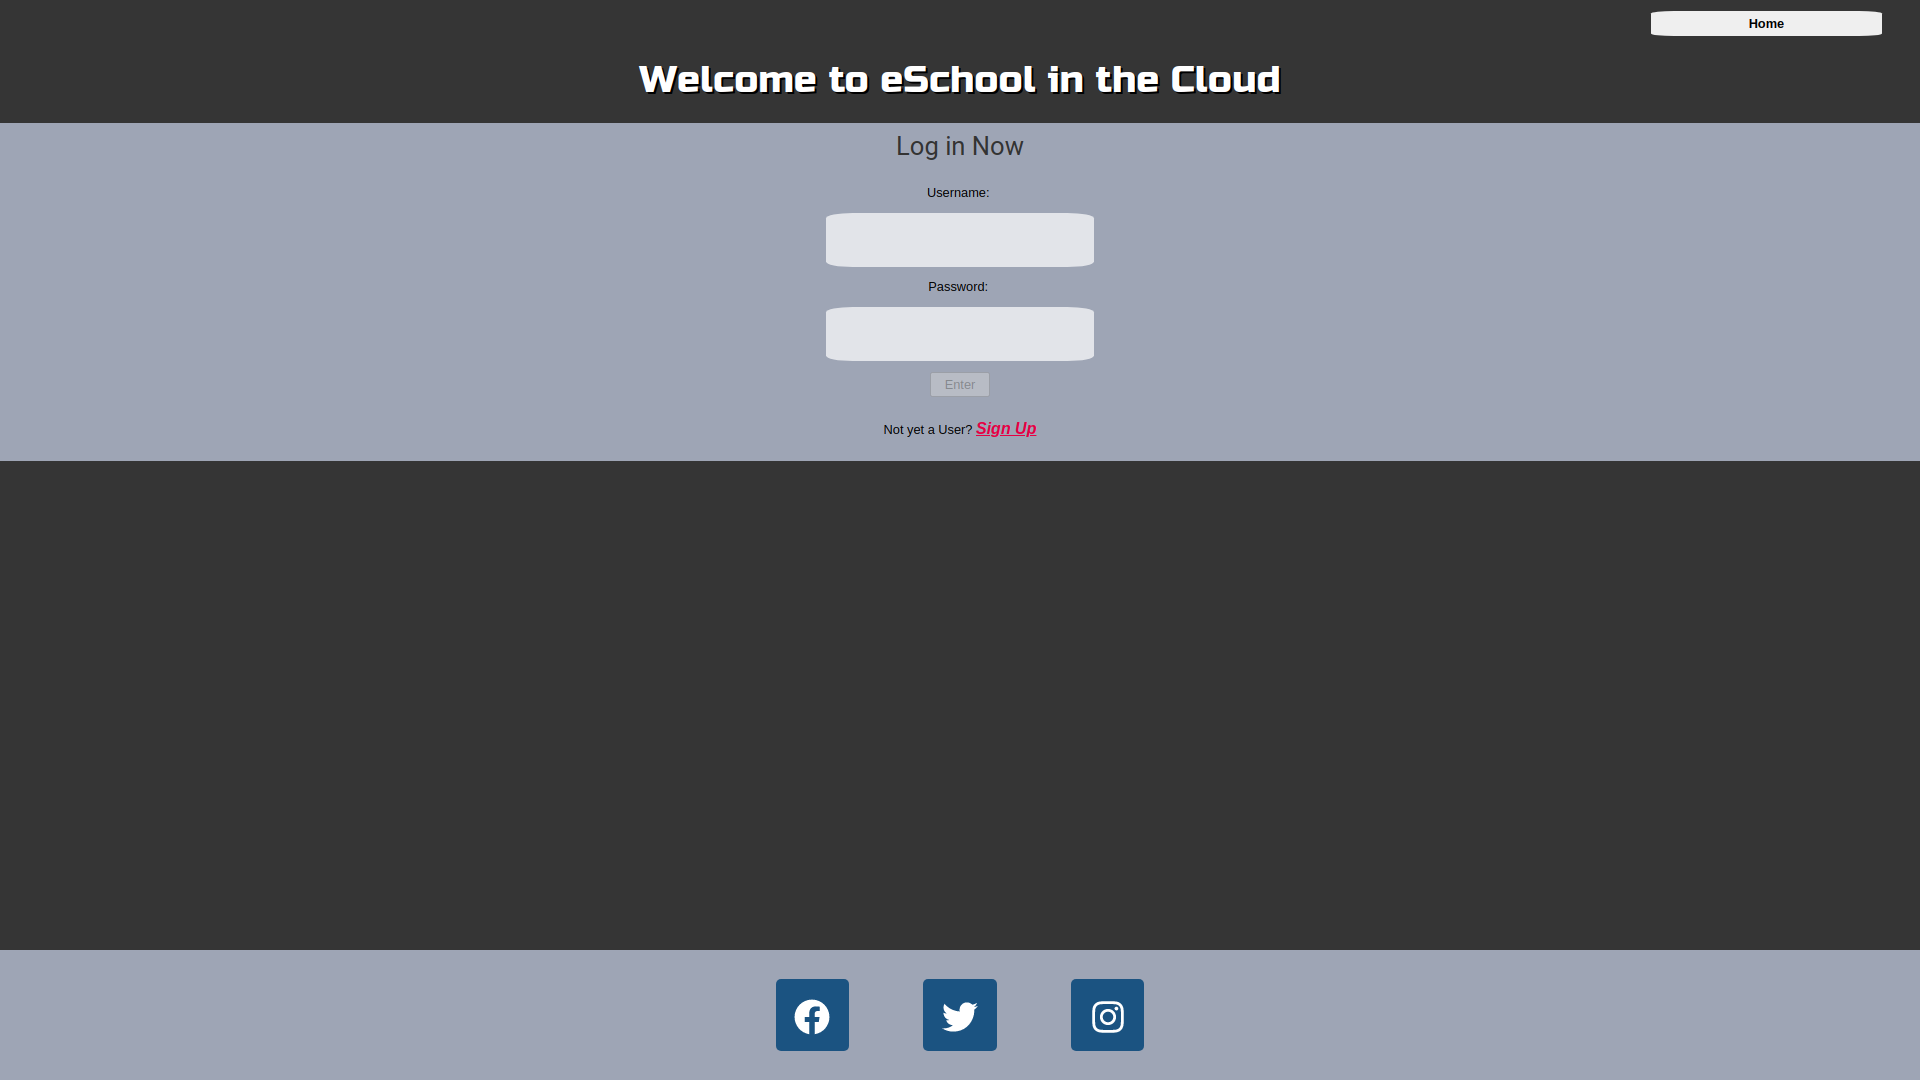 Home
Welcome to eSchool in the Cloud
Log in Now
Username:
Password:
Enter
Not yet a User? Sign Up